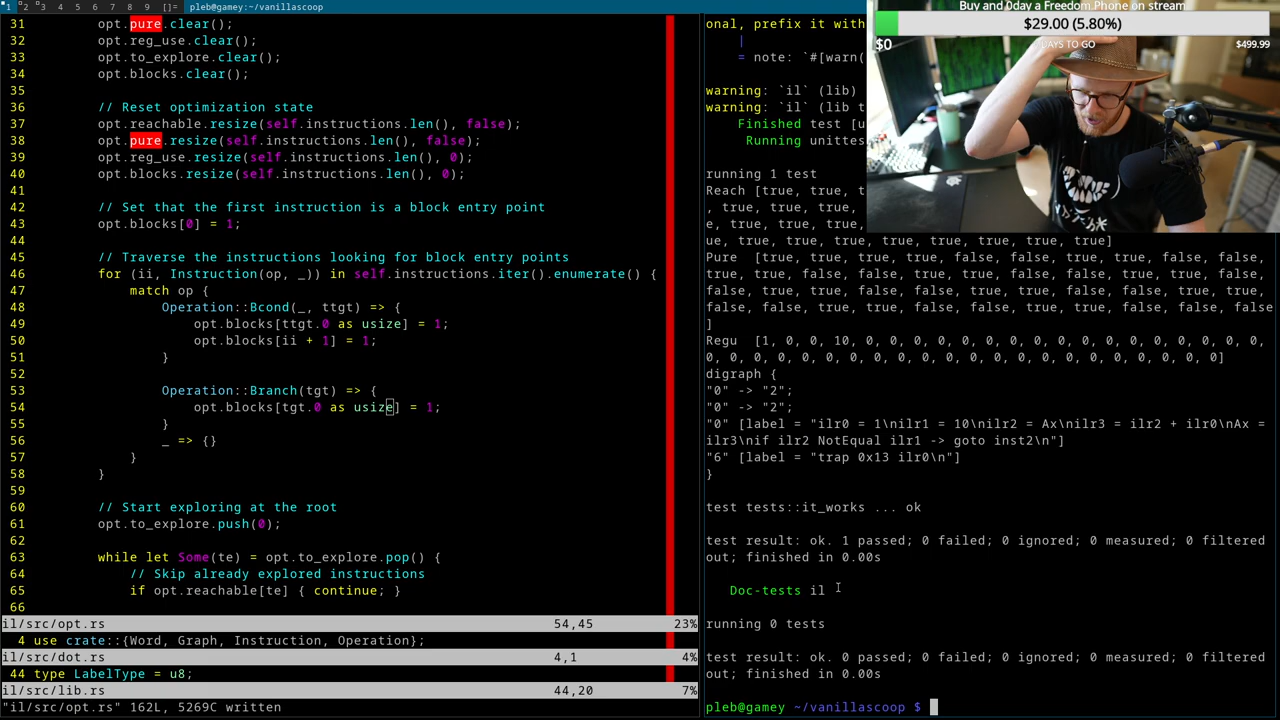 1 2 3 4 5 6 7 8 9 []= pleb@gamey:~/vanillascoop
31 opt.pure.clear();
32 opt.reg_use.clear();
33 opt.to_explore.clear();
34 opt.blocks.clear();
35
36 // Reset optimization state
37 opt.reachable.resize(self.instructions.len(), false);
38 opt.pure.resize(self.instructions.len(), false);
39 opt.reg_use.resize(self.instructions.len(), 0);
40 opt.blocks.resize(self.instructions.len(), 0);
41
42 // Set that the first instruction is a block entry point
43 opt.blocks[0] = 1;
44
45 // Traverse the instructions looking for block entry points
46 for (ii, Instruction(op, _)) in self.instructions.iter().enumerate() {
47 match op {
48 Operation::Bcond(_, ttgt) => {
49 opt.blocks[ttgt.0 as usize] = 1;
50 opt.blocks[ii + 1] = 1;
51 }
52
53 Operation::Branch(tgt) => {
54 opt.blocks[tgt.0 as usize] = 1;
55 }
56 _ => {}
57 }
58 }
59
60 // Start exploring at the root
61 opt.to_explore.push(0);
62
63 while let Some(te) = opt.to_explore.pop() {
64 // Skip already explored instructions
65 if opt.reachable[te] { continue; }
66
il/src/opt.rs 54,45 23%
4 use crate::{Word, Graph, Instruction, Operation};
il/src/dot.rs 4,1 4%
44 type LabelType = u8;
il/src/lib.rs 44,20 7%
"il/src/opt.rs" 162L, 5269C written
onal, prefix it with
|
= note: `#[warn(
warning: `il` (lib)
warning: `il` (lib t
Finished test [u
Running unittes
running 1 test
Reach [true, true, t
, true, true, true,
e, true, true, true,
ue, true, true, true, true, true, true]
Pure [true, true, true, true, false, false, true, false, false,
true, true, false, false, true, false, false, true, true, false,
false, true, true, false, false, true, false, false, true, true,
false, false, true, false, false, true, true, false, false, false
]
Regu [1, 0, 0, 10, 0, 0, 0, 0, 0, 0, 0, 0, 0, 0, 0, 0, 0, 0, 0,
0, 0, 0, 0, 0, 0, 0, 0, 0, 0, 0, 0, 0, 0, 0, 0, 0, 0]
digraph {
"0" -> "2";
"0" -> "2";
"0" [label = "ilr0 = 1\nilr1 = 10\nilr2 = Ax\nilr3 = ilr2 + ilr0\nAx =
ilr3\nif ilr2 NotEqual ilr1 -> goto inst2\n"]
"6" [label = "trap 0x13 ilr0\n"]
}
test tests::it_works ... ok
test result: ok. 1 passed; 0 failed; 0 ignored; 0 measured; 0 filtered
out; finished in 0.00s
Doc-tests il
running 0 tests
test result: ok. 0 passed; 0 failed; 0 ignored; 0 measured; 0 filtered
out; finished in 0.00s
pleb@gamey ~/vanillascoop $
Buy and 0day a Freedom Phone on stream
$29.00 (5.80%)
$0 DAYS TO GO $499.99